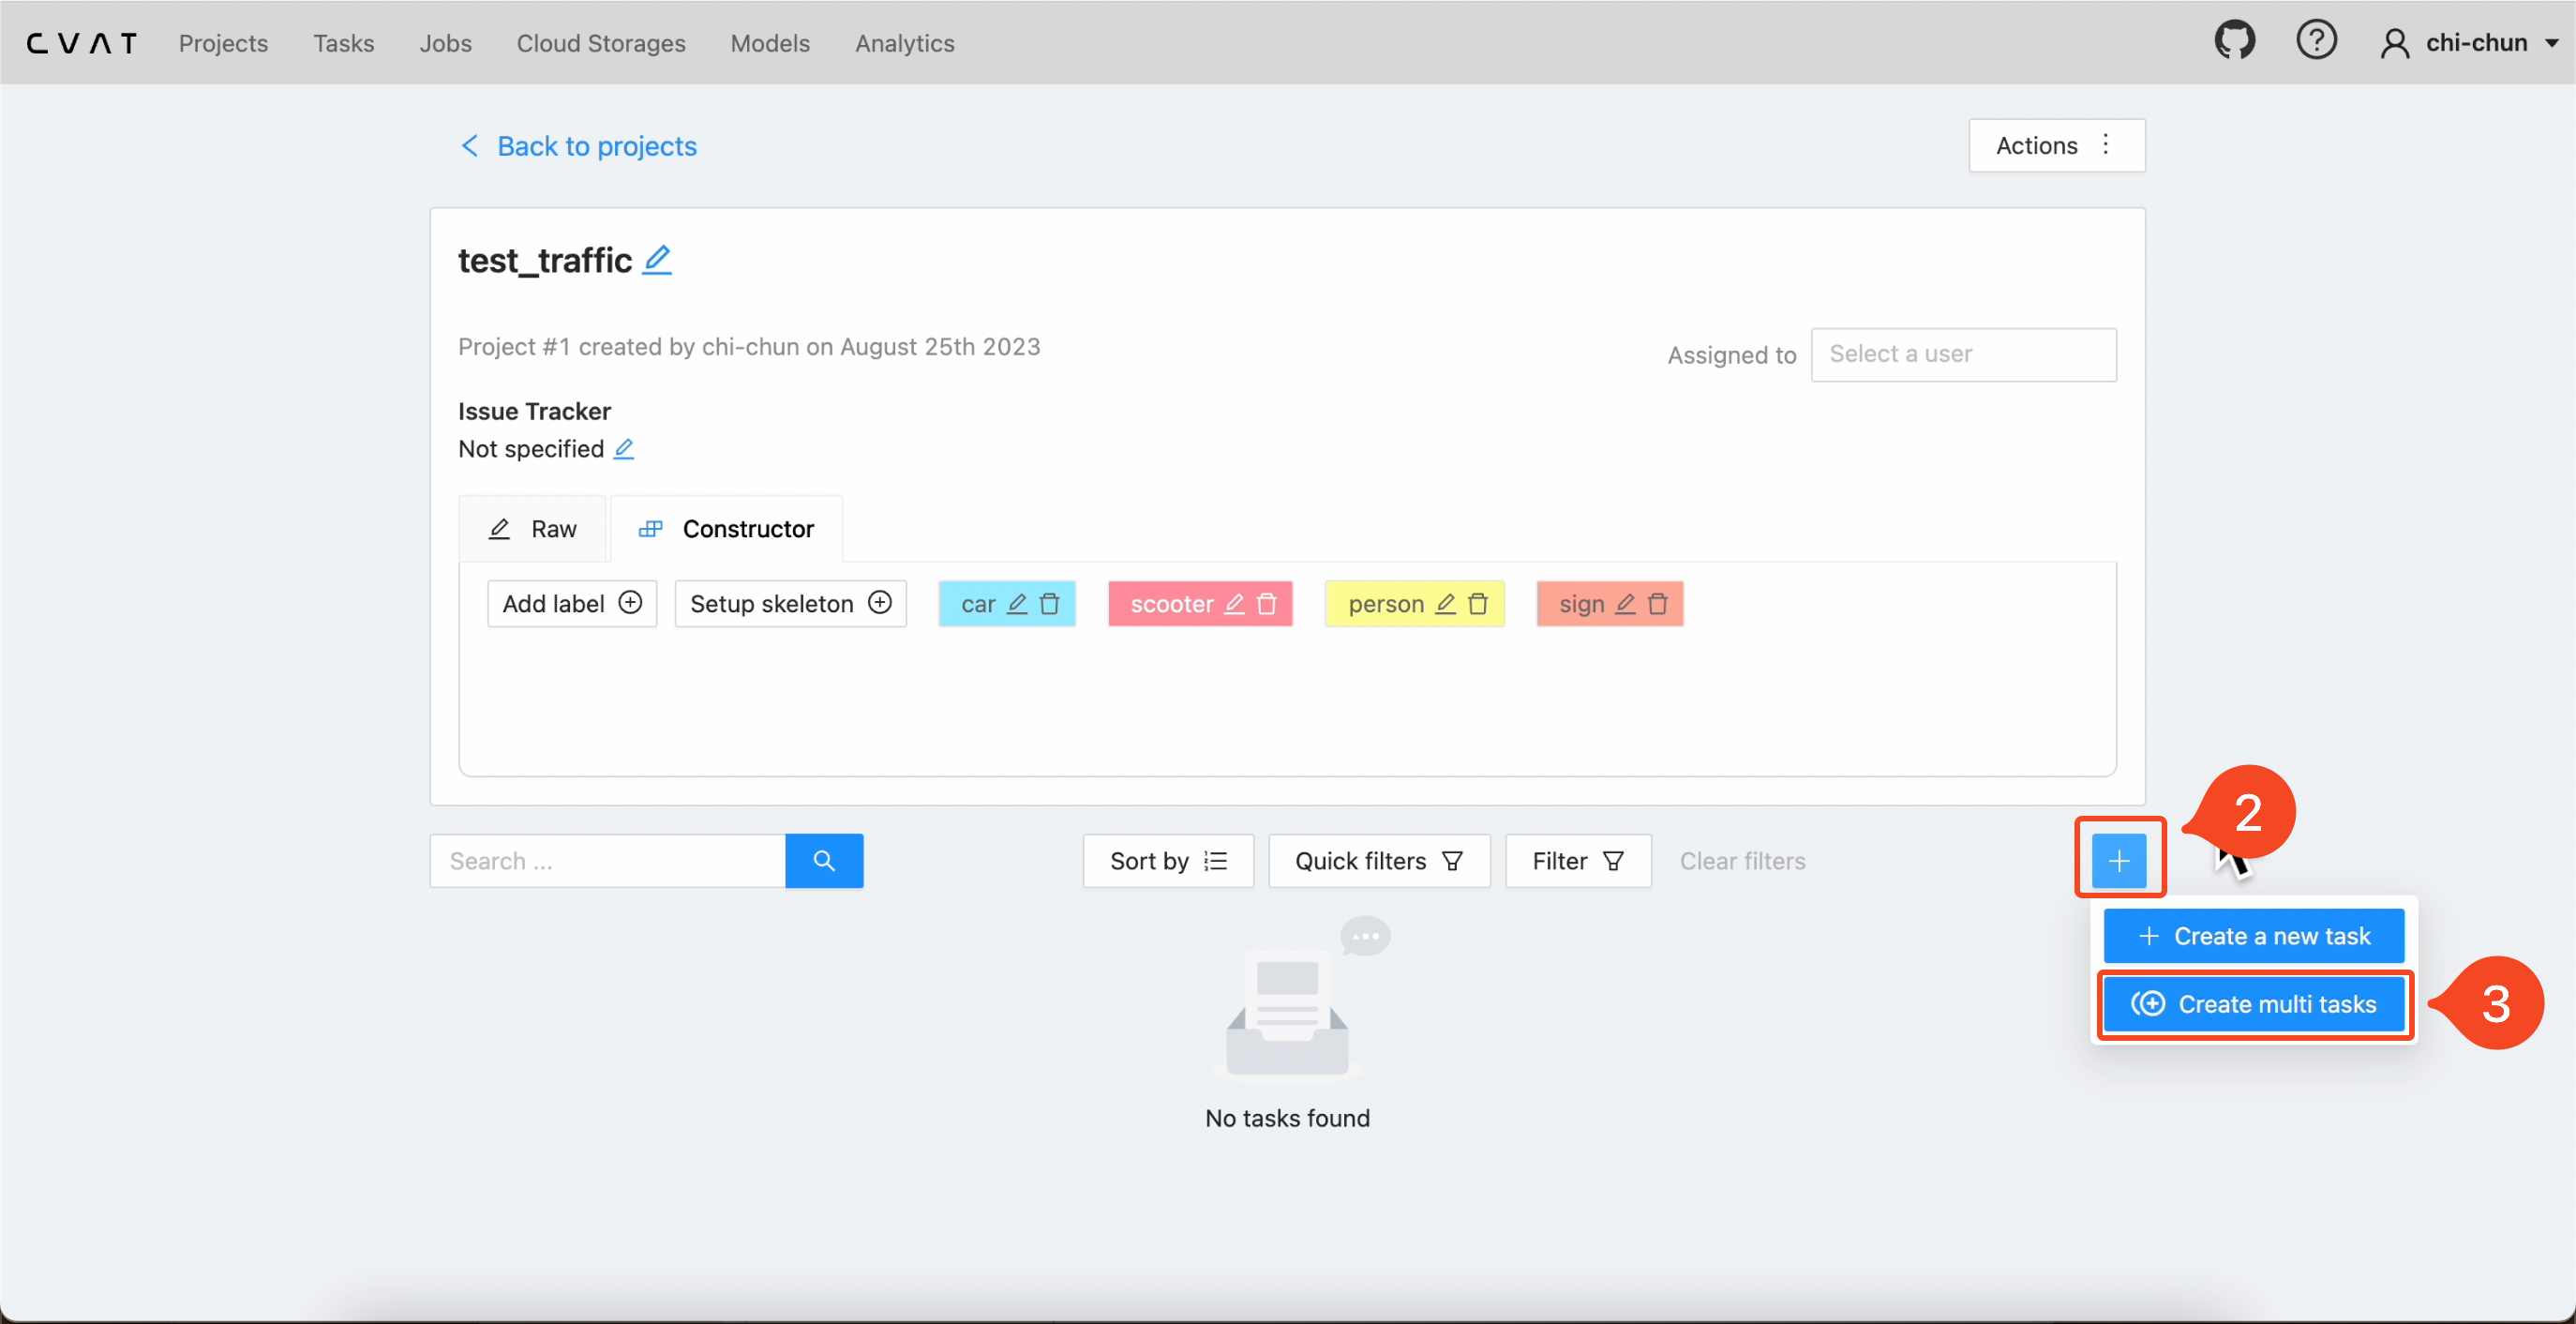 CVAT Projects Tasks Jobs Cloud Storages Models Analytics chi-chun
Back to projects Actions
test_traffic
Project #1 created by chi-chun on August 25th 2023
Assigned to Select a user
Issue Tracker
Not specified
Raw Constructor
Add label Setup skeleton car scooter person sign
2
Search ... Sort by Quick filters Filter Clear filters
Create a new task
Create multi tasks 3
No tasks found